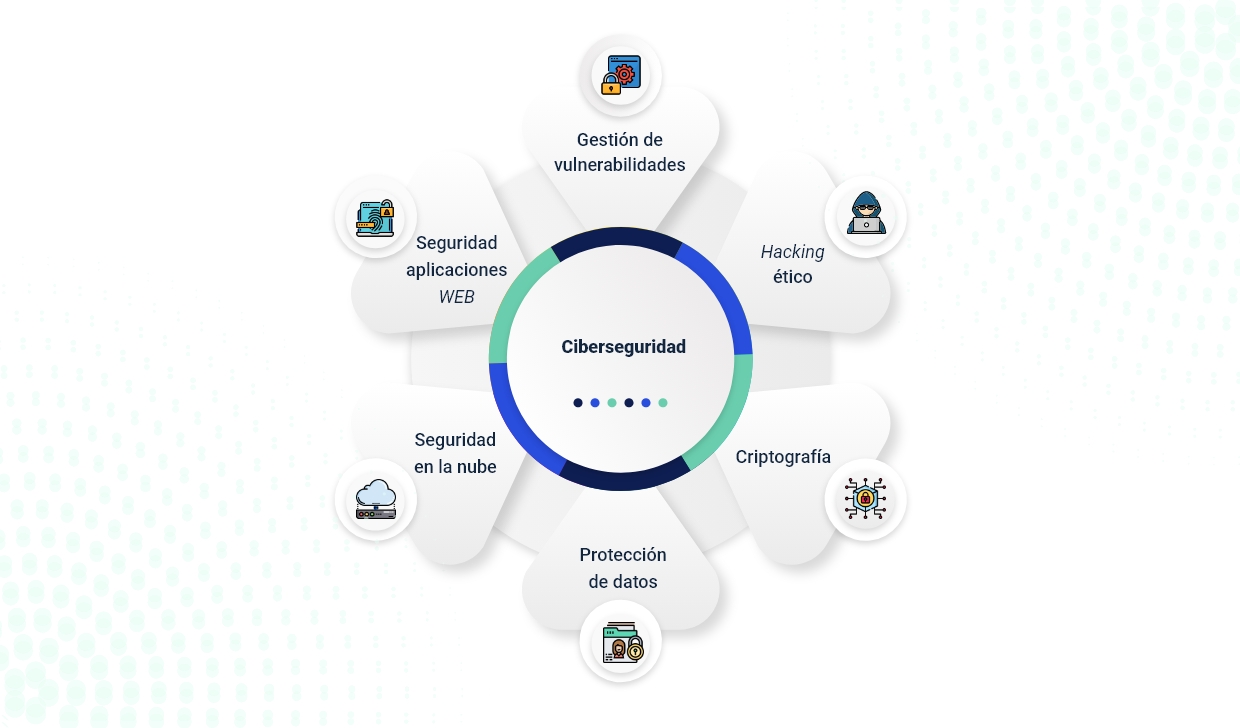 Gestión de
vulnerabilidades
Hacking
ético
Criptografía
Protección
de datos
Seguridad
en la nube
Seguridad
aplicaciones
WEB
Ciberseguridad